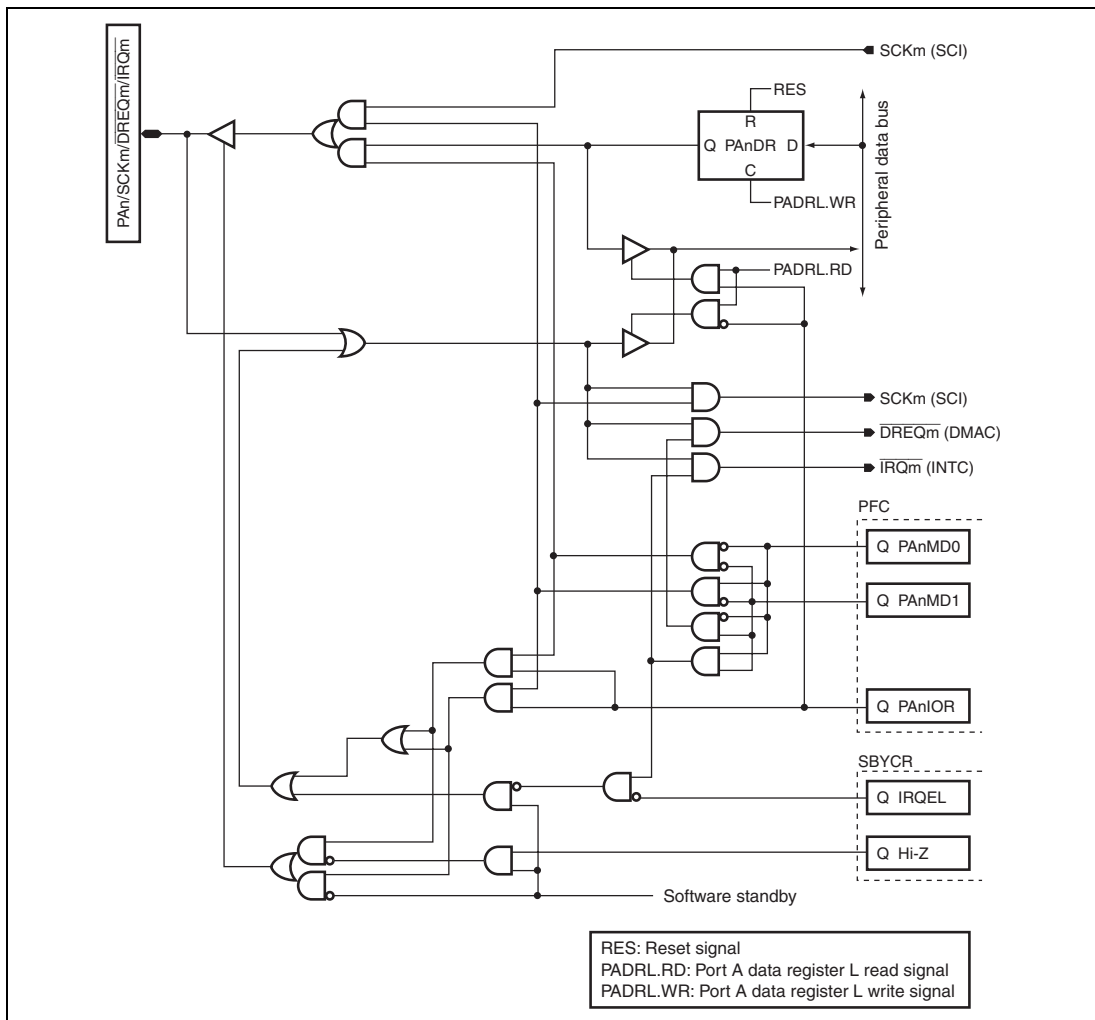 PAn/SCKm/DREQm/IRQm
SCKm (SCI)
RES
R
Q PAnDR D
C
PADRL.WR
Peripheral data bus
PADRL.RD
SCKm (SCI)
DREQm (DMAC)
IRQm (INTC)
PFC
Q PAnMD0
Q PAnMD1
Q PAnIOR
SBYCR
Q IRQEL
Q Hi-Z
Software standby
RES: Reset signal
PADRL.RD: Port A data register L read signal
PADRL.WR: Port A data register L write signal